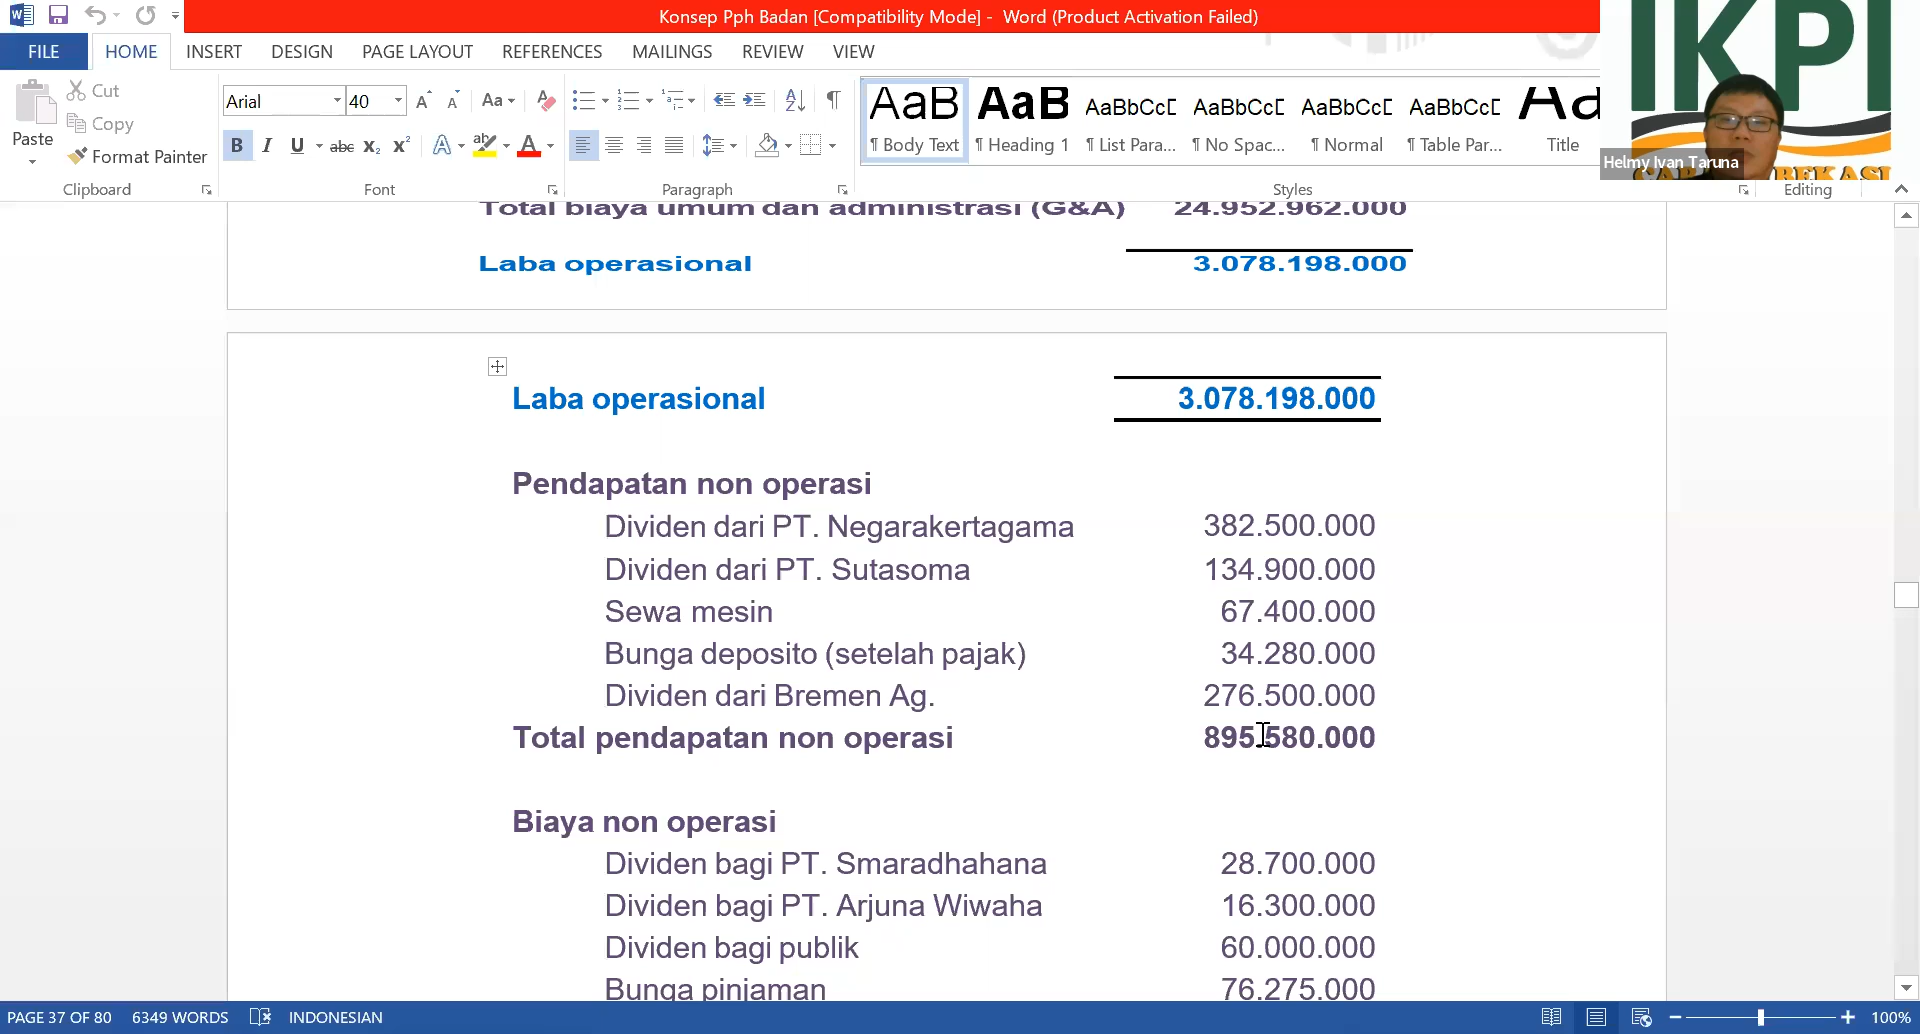 Konsep Pph Badan [Compatibility Mode] - Word (Product Activation Failed)
IKPI
FILE HOME INSERT DESIGN PAGE LAYOUT REFERENCES MAILINGS REVIEW VIEW
Paste
Cut
Copy
Format Painter
Clipboard
Arial 40
Font
Paragraph
AaB AaB AaBbCcD AaBbCcD AaBbCcD AaBbCcD
¶ Body Text ¶ Heading 1 ¶ List Para... ¶ No Spac... ¶ Normal ¶ Table Par... Title
Styles
Editing
Helmy Ivan Taruna
Total biaya umum dan administrasi (G&A) 24.952.962.000
Laba operasional 3.078.198.000
Laba operasional 3.078.198.000
Pendapatan non operasi
Dividen dari PT. Negarakertagama 382.500.000
Dividen dari PT. Sutasoma 134.900.000
Sewa mesin 67.400.000
Bunga deposito (setelah pajak) 34.280.000
Dividen dari Bremen Ag. 276.500.000
Total pendapatan non operasi 895.580.000
Biaya non operasi
Dividen bagi PT. Smaradhahana 28.700.000
Dividen bagi PT. Arjuna Wiwaha 16.300.000
Dividen bagi publik 60.000.000
Bunga pinjaman 76.275.000
PAGE 37 OF 80 6349 WORDS INDONESIAN 100%